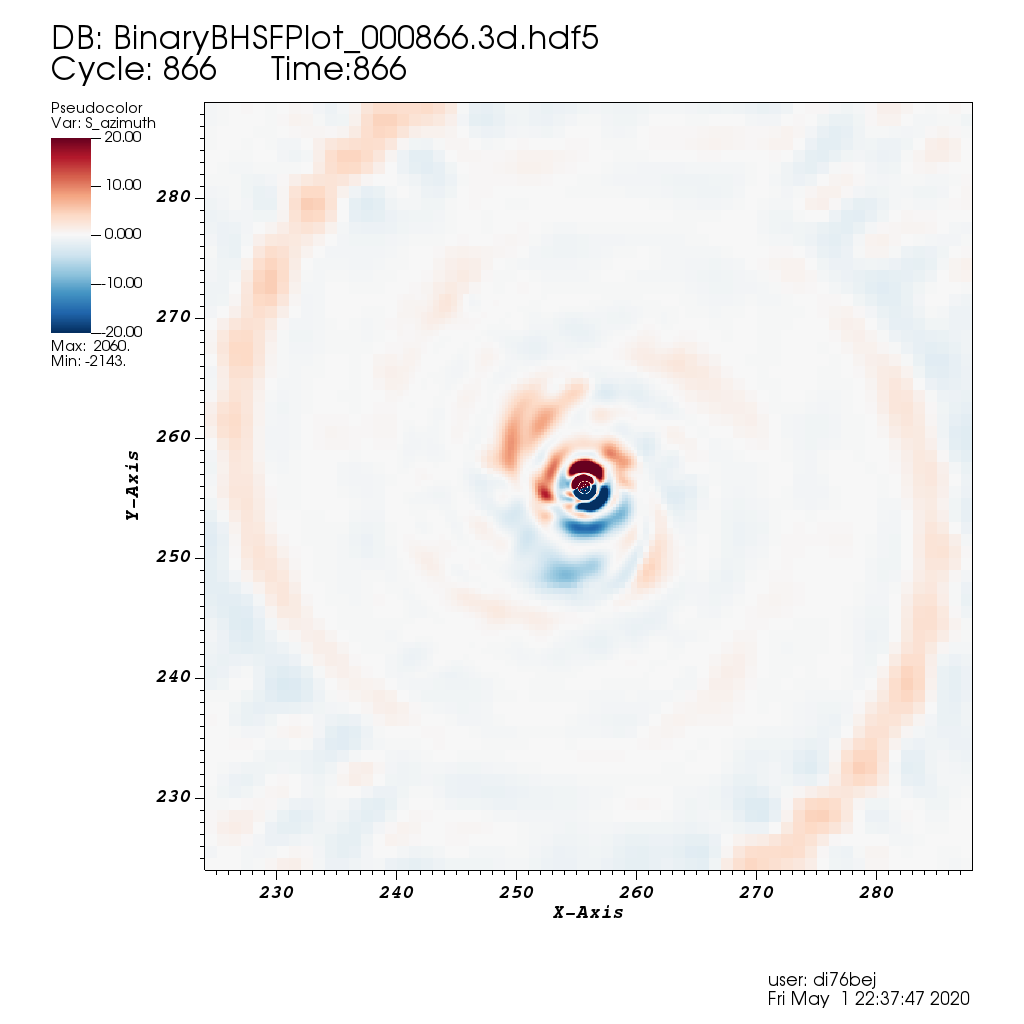 DB: BinaryBHSFPlot_000866.3d.hdf5
Cycle: 866 Time:866
Pseudocolor
Var: S_azimuth
20.00
10.00
0.000
-10.00
-20.00
Max: 2060.
Min: -2143.
280
270
260
250
240
230
Y-Axis
230 240 250 260 270 280
X-Axis
user: di76bej
Fri May 1 22:37:47 2020